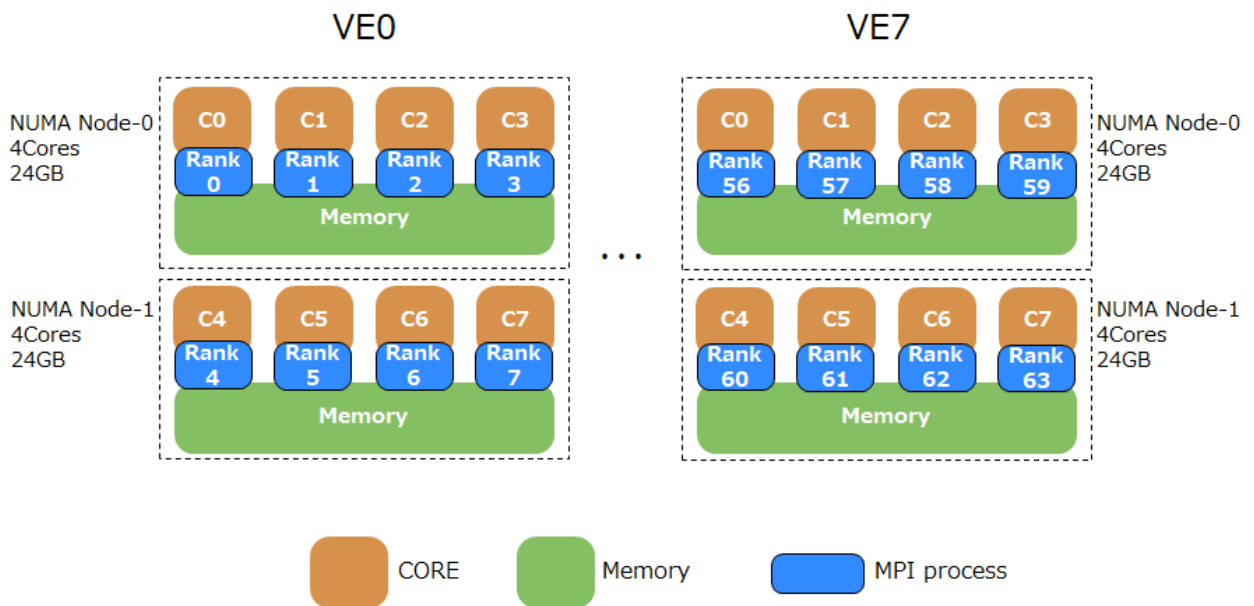 VE0
VE7
NUMA Node-0
4Cores
24GB
C0
C1
C2
C3
Rank
0
Rank
1
Rank
2
Rank
3
Memory
NUMA Node-1
4Cores
24GB
C4
C5
C6
C7
Rank
4
Rank
5
Rank
6
Rank
7
Memory
...
C0
C1
C2
C3
Rank
56
Rank
57
Rank
58
Rank
59
Memory
NUMA Node-0
4Cores
24GB
C4
C5
C6
C7
Rank
60
Rank
61
Rank
62
Rank
63
Memory
NUMA Node-1
4Cores
24GB
CORE
Memory
MPI process